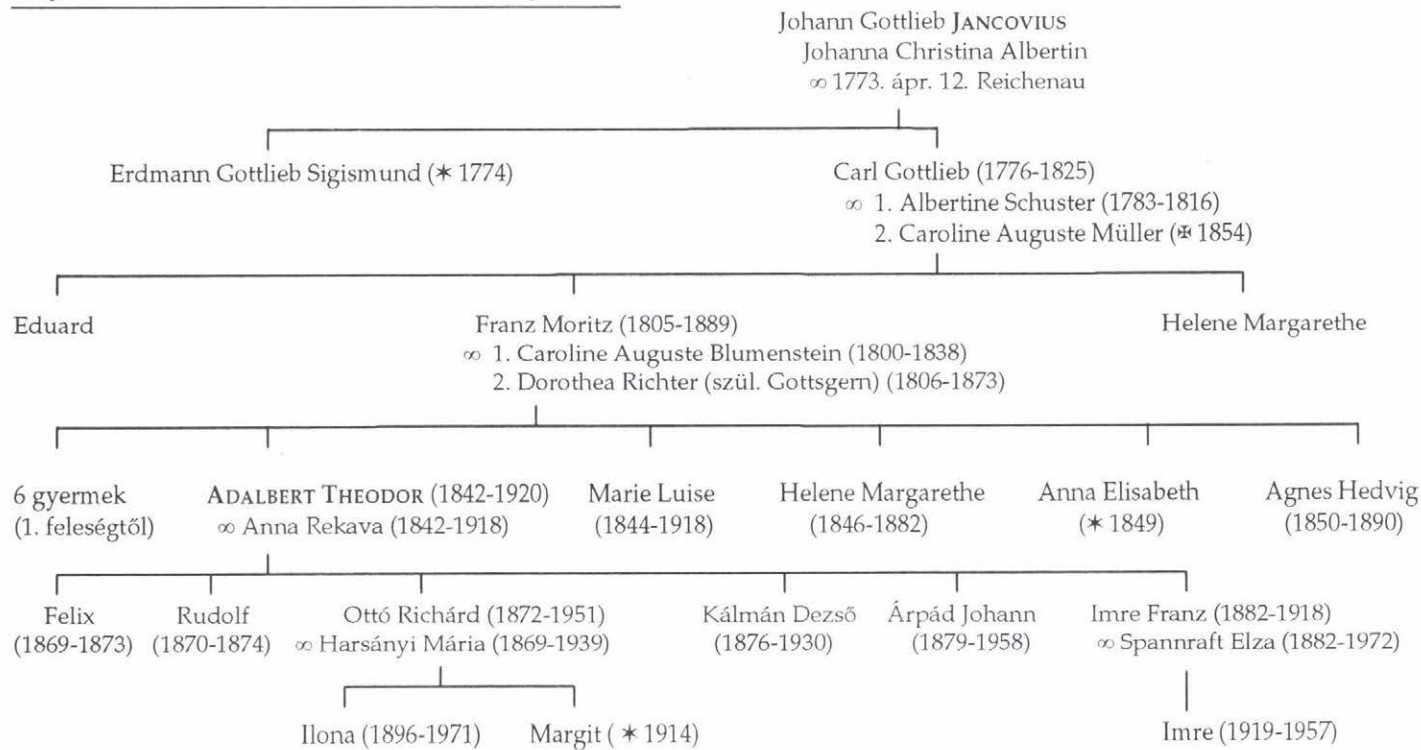 Johann Gottlieb JANCOVIUS
Johanna Christina Albertin
∞ 1773. ápr. 12. Reichenau
Erdmann Gottlieb Sigismund (✶ 1774)
Carl Gottlieb (1776-1825)
∞ 1. Albertine Schuster (1783-1816)
2. Caroline Auguste Müller (✠ 1854)
Eduard
Franz Moritz (1805-1889)
∞ 1. Caroline Auguste Blumenstein (1800-1838)
2. Dorothea Richter (szül. Gottsgern) (1806-1873)
Helene Margarethe
6 gyermek
(1. feleségtől)
ADALBERT THEODOR (1842-1920)
∞ Anna Rekava (1842-1918)
Marie Luise
(1844-1918)
Helene Margarethe
(1846-1882)
Anna Elisabeth
(✶ 1849)
Agnes Hedvig
(1850-1890)
Felix
(1869-1873)
Rudolf
(1870-1874)
Ottó Richárd (1872-1951)
∞ Harsányi Mária (1869-1939)
Kálmán Dezső
(1876-1930)
Árpád Johann
(1879-1958)
Imre Franz (1882-1918)
∞ Spannraft Elza (1882-1972)
Ilona (1896-1971)
Margit ( ✶ 1914)
Imre (1919-1957)